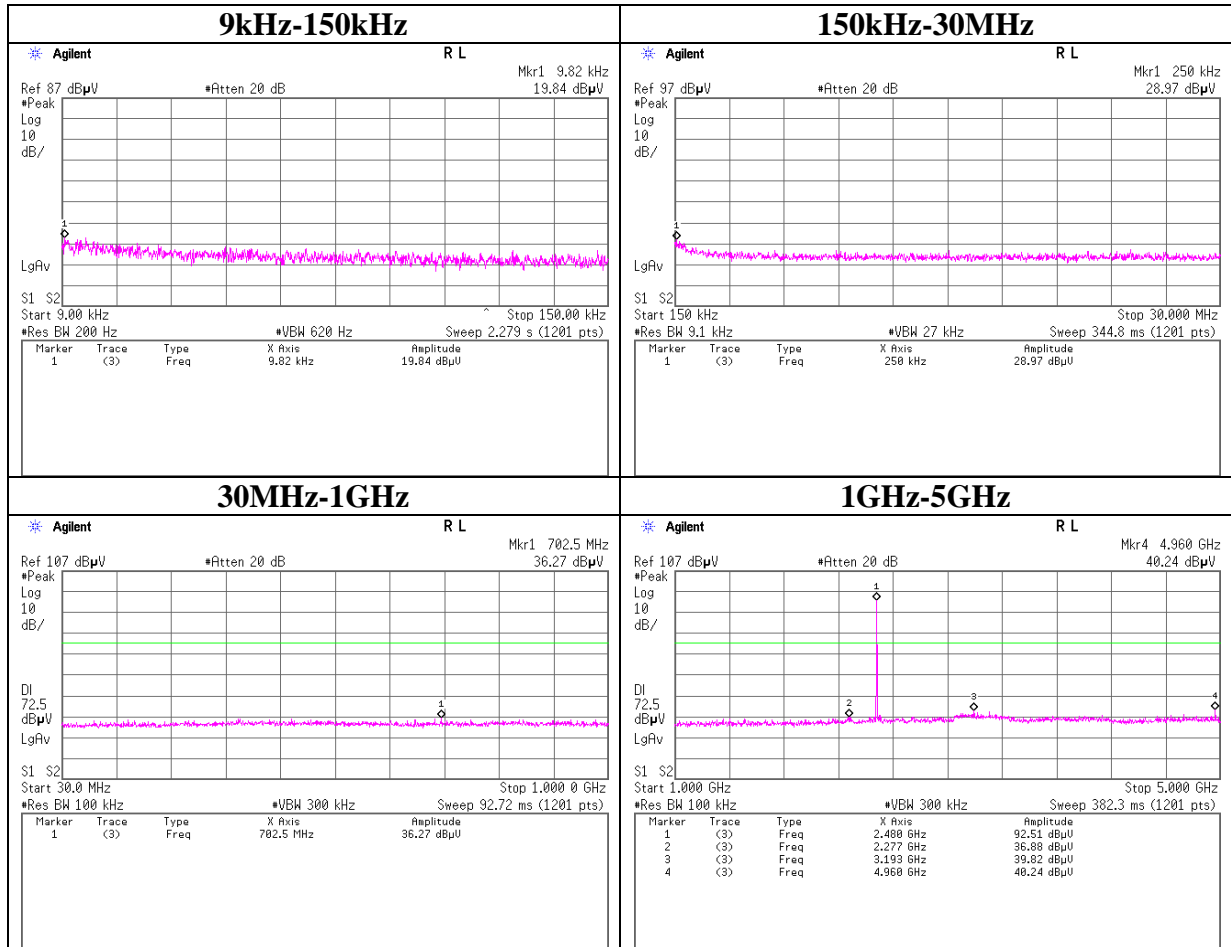 9kHz-150kHz
Agilent R L
Mkr1 9.82 kHz
Ref 87 dBµV #Atten 20 dB 19.84 dBµV
#Peak
Log
10
dB/
1
LgAv
S1 S2
Start 9.00 kHz ^ Stop 150.00 kHz
#Res BW 200 Hz #VBW 620 Hz Sweep 2.279 s (1201 pts)
Marker Trace Type X Axis Amplitude
1 (3) Freq 9.82 kHz 19.84 dBµV
150kHz-30MHz
Agilent R L
Mkr1 250 kHz
Ref 97 dBµV #Atten 20 dB 28.97 dBµV
#Peak
Log
10
dB/
1
LgAv
S1 S2
Start 150 kHz Stop 30.000 MHz
#Res BW 9.1 kHz #VBW 27 kHz Sweep 344.8 ms (1201 pts)
Marker Trace Type X Axis Amplitude
1 (3) Freq 250 kHz 28.97 dBµV
30MHz-1GHz
Agilent R L
Mkr1 702.5 MHz
Ref 107 dBµV #Atten 20 dB 36.27 dBµV
#Peak
Log
10
dB/
DI
72.5
dBµV
1
LgAv
S1 S2
Start 30.0 MHz Stop 1.000 0 GHz
#Res BW 100 kHz #VBW 300 kHz Sweep 92.72 ms (1201 pts)
Marker Trace Type X Axis Amplitude
1 (3) Freq 702.5 MHz 36.27 dBµV
1GHz-5GHz
Agilent R L
Mkr4 4.960 GHz
Ref 107 dBµV #Atten 20 dB 40.24 dBµV
#Peak
1
Log
10
dB/
DI
72.5
dBµV
2 3 4
LgAv
S1 S2
Start 1.000 GHz Stop 5.000 GHz
#Res BW 100 kHz #VBW 300 kHz Sweep 382.3 ms (1201 pts)
Marker Trace Type X Axis Amplitude
1 (3) Freq 2.480 GHz 92.51 dBµV
2 (3) Freq 2.277 GHz 36.88 dBµV
3 (3) Freq 3.193 GHz 39.82 dBµV
4 (3) Freq 4.960 GHz 40.24 dBµV